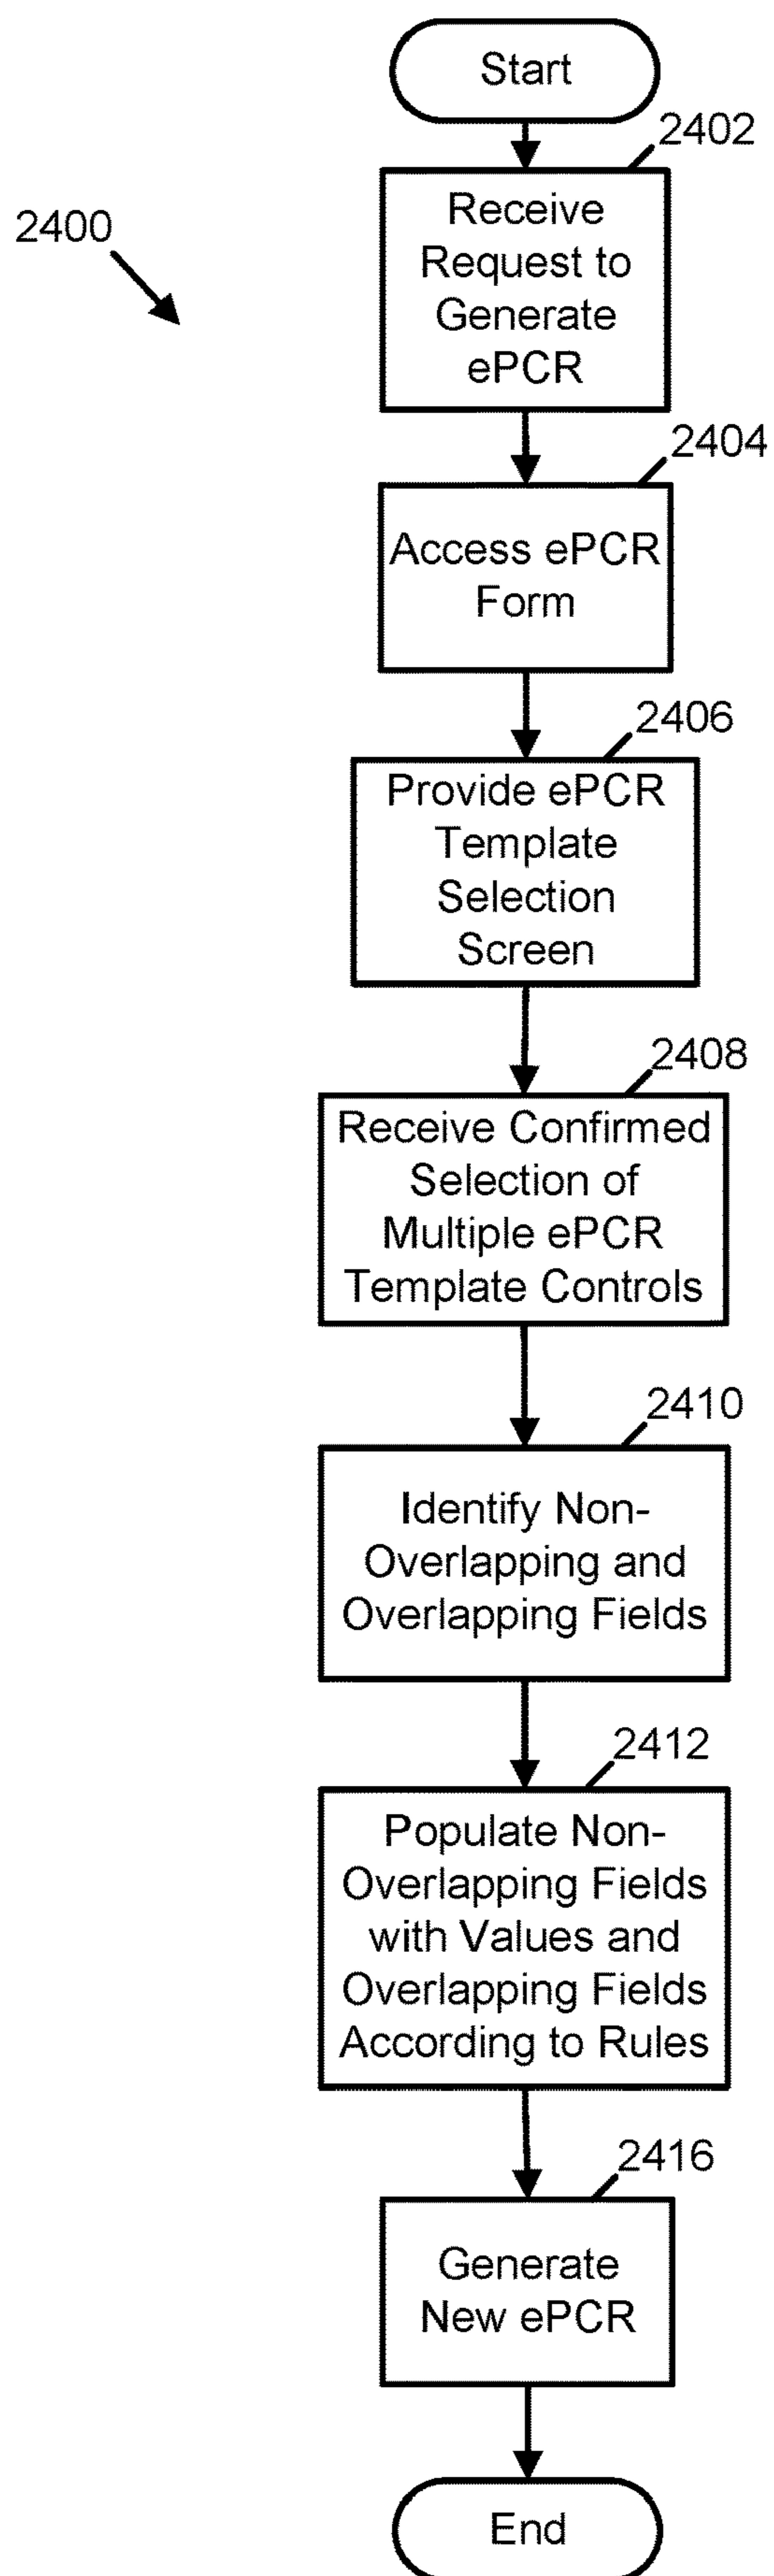 Start
2402
2400
Receive
Request to
Generate
ePCR
2404
Access ePCR
Form
2406
Provide ePCR
Template
Selection
Screen
2408
Receive Confirmed
Selection of
Multiple ePCR
Template Controls
2410
Identify Non-
Overlapping and
Overlapping Fields
2412
Populate Non-
Overlapping Fields
with Values and
Overlapping Fields
According to Rules
2416
Generate
New ePCR
End